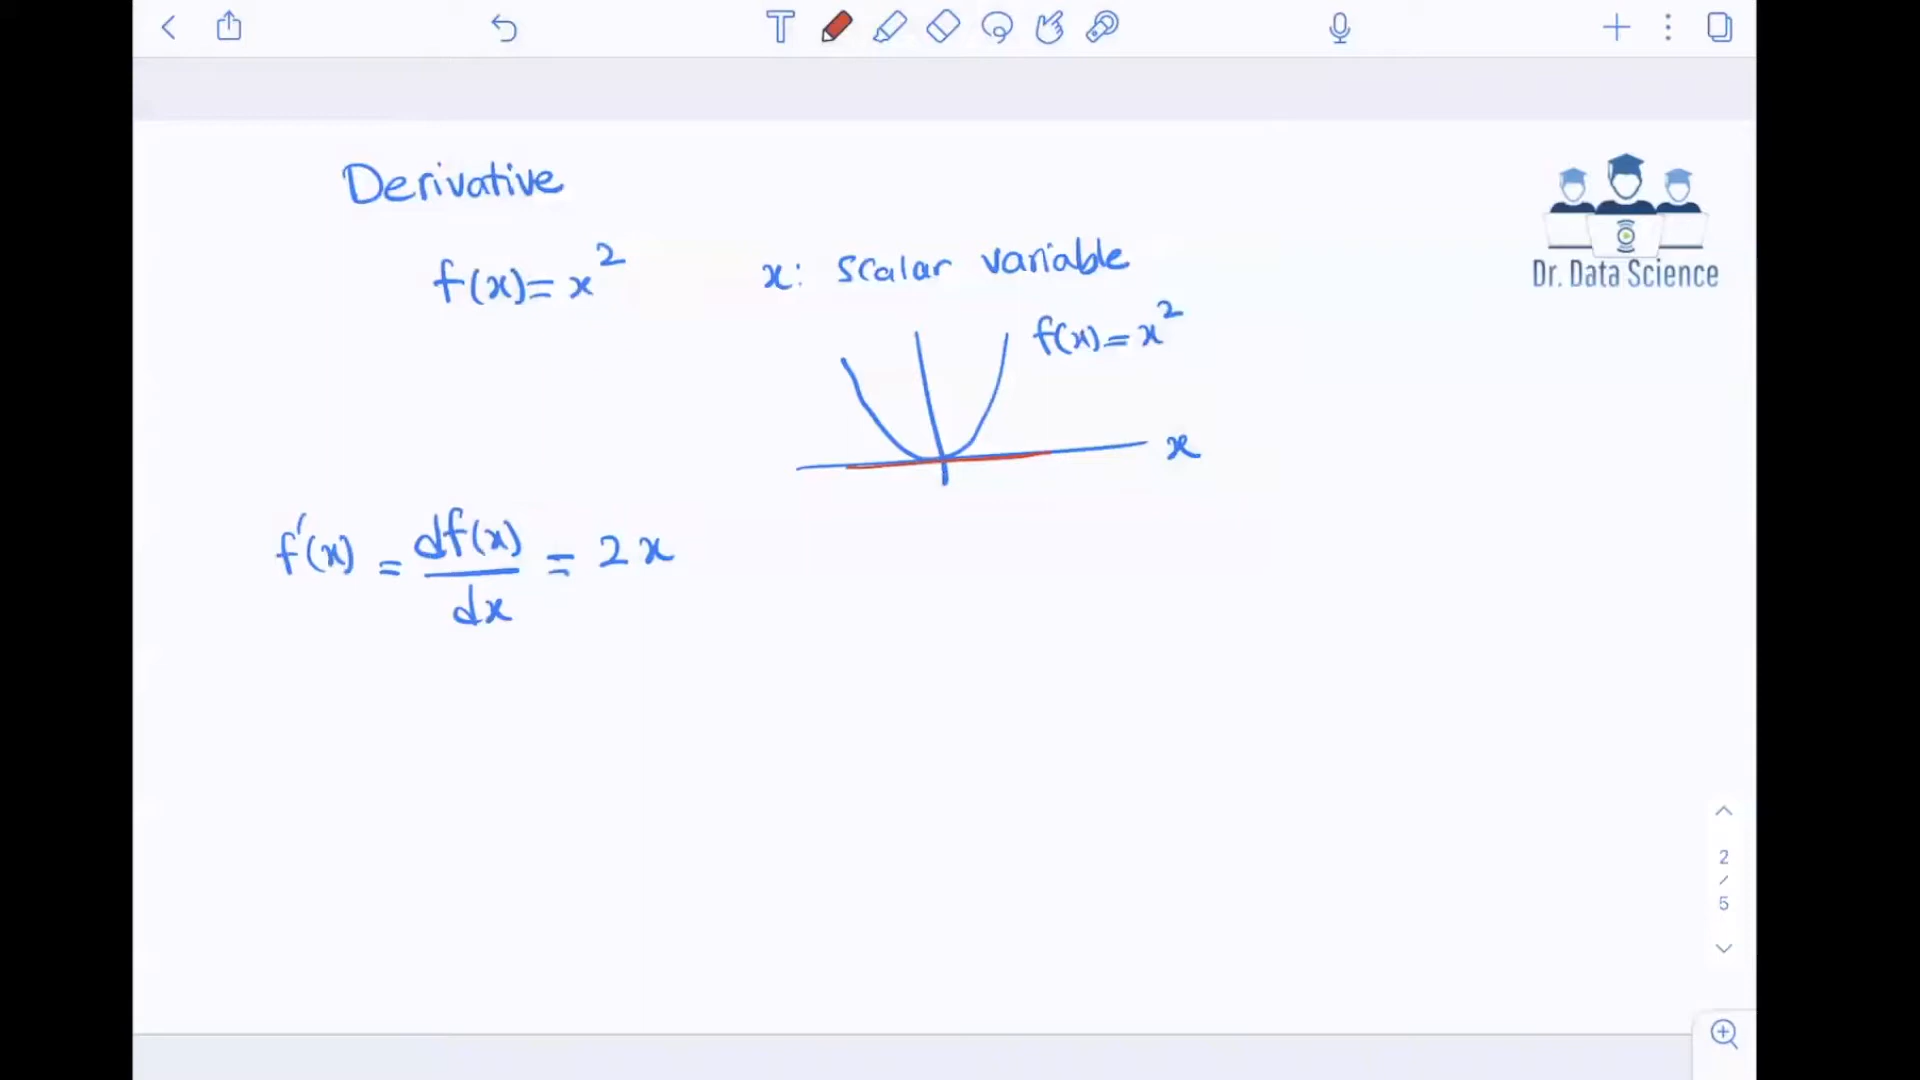 Derivative
f(x) = x²
x: scalar variable
Dr. Data Science
f(x) = x²
x
f'(x) = df(x)/dx = 2x
2
/
5